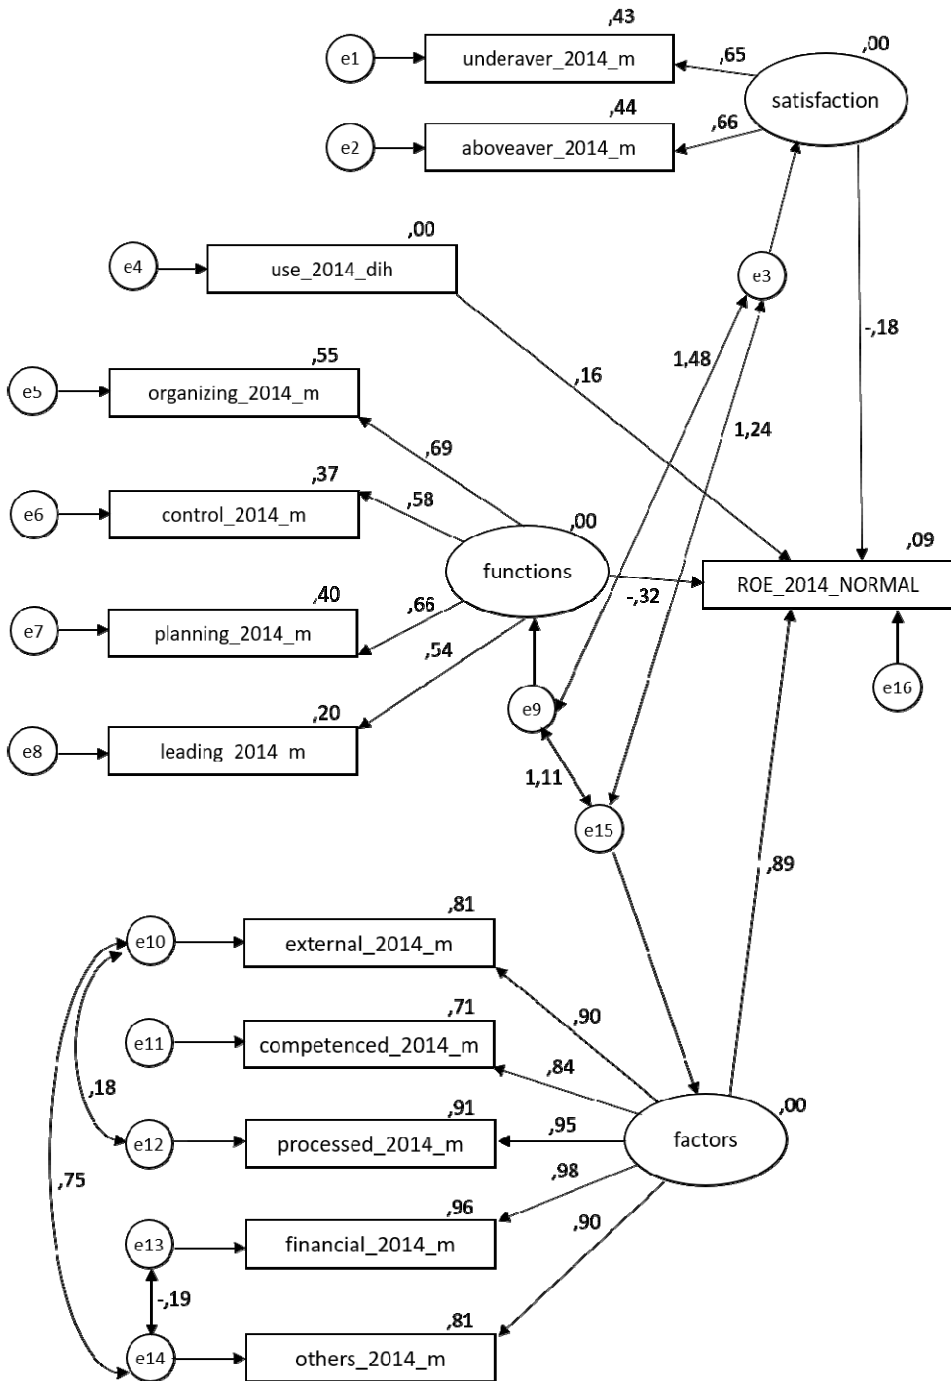 ,43
,00
e1
underaver_2014_m
,65
satisfaction
,44
,66
e2
aboveaver_2014_m
,00
e4
use_2014_dih
e3
-,18
,55
1,48
,16
e5
organizing_2014_m
1,24
,69
,37
,58
e6
control_2014_m
,00
,09
functions
ROE_2014_NORMAL
,40
,66
-,32
e7
planning_2014_m
,54
e16
,20
e9
e8
leading_2014_m
1,11
e15
,89
,81
e10
external_2014_m
,90
,71
e11
competenced_2014_m
,84
,18
,91
,00
e12
processed_2014_m
,95
factors
,75
,98
,96
,90
e13
financial_2014_m
-,19
,81
e14
others_2014_m